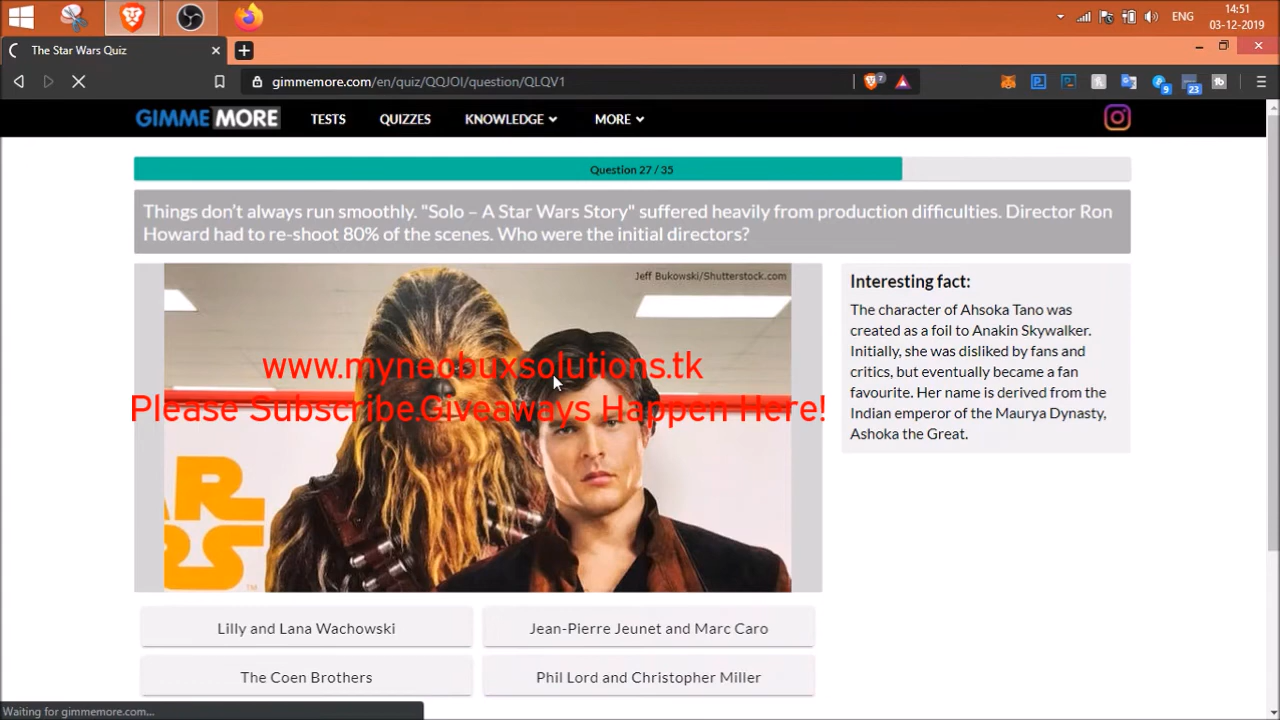 14:51
ENG
03-12-2019
The Star Wars Quiz
gimmemore.com/en/quiz/QQJOI/question/QLQV1
7
9
23
GIMME MORE
TESTS
QUIZZES
KNOWLEDGE
MORE
Question 27 / 35
Things don't always run smoothly. "Solo – A Star Wars Story" suffered heavily from production difficulties. Director Ron
Howard had to re-shoot 80% of the scenes. Who were the initial directors?
Jeff Bukowski/Shutterstock.com
www.myneobuxsolutions.tk
Please Subscribe.Giveaways Happen Here!
AR
RS
TM
Interesting fact:
The character of Ahsoka Tano was
created as a foil to Anakin Skywalker.
Initially, she was disliked by fans and
critics, but eventually became a fan
favourite. Her name is derived from the
Indian emperor of the Maurya Dynasty,
Ashoka the Great.
Lilly and Lana Wachowski
Jean-Pierre Jeunet and Marc Caro
The Coen Brothers
Phil Lord and Christopher Miller
Waiting for gimmemore.com...